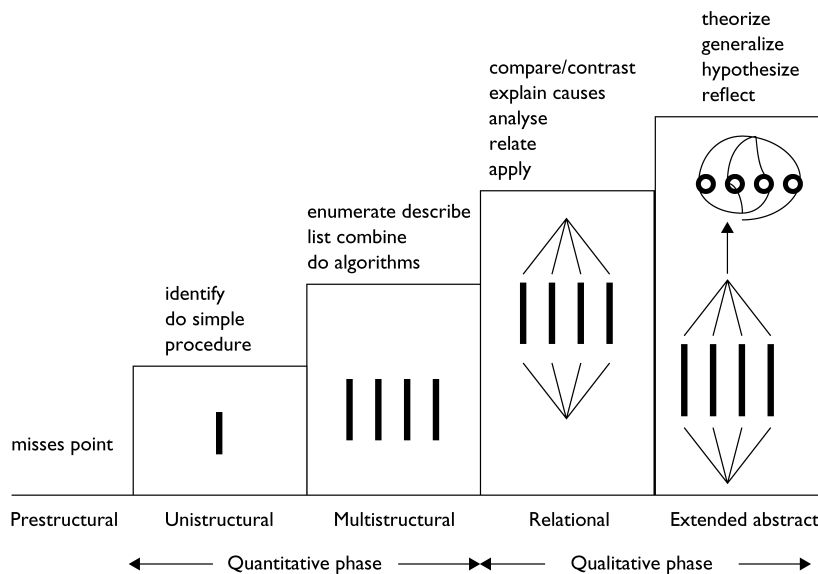 misses point
Prestructural
identify
do simple
procedure
Unistructural
enumerate describe
list combine
do algorithms
Multistructural
compare/contrast
explain causes
analyse
relate
apply
Relational
theorize
generalize
hypothesize
reflect
Extended abstract
Quantitative phase
Qualitative phase